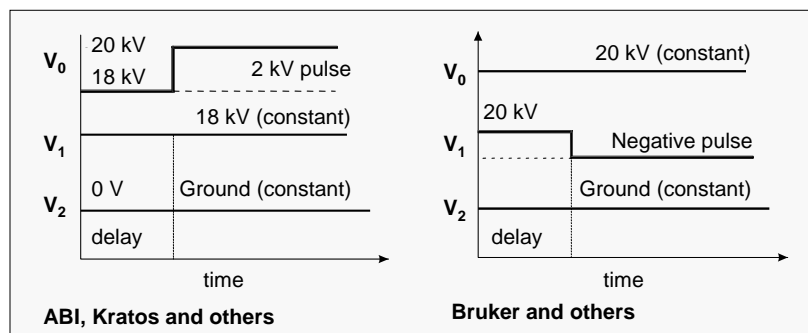 20 kV
V0
18 kV
2 kV pulse
18 kV (constant)
V1
0 V
Ground (constant)
V2
delay
time
ABI, Kratos and others
20 kV (constant)
V0
20 kV
V1
Negative pulse
Ground (constant)
V2
delay
time
Bruker and others